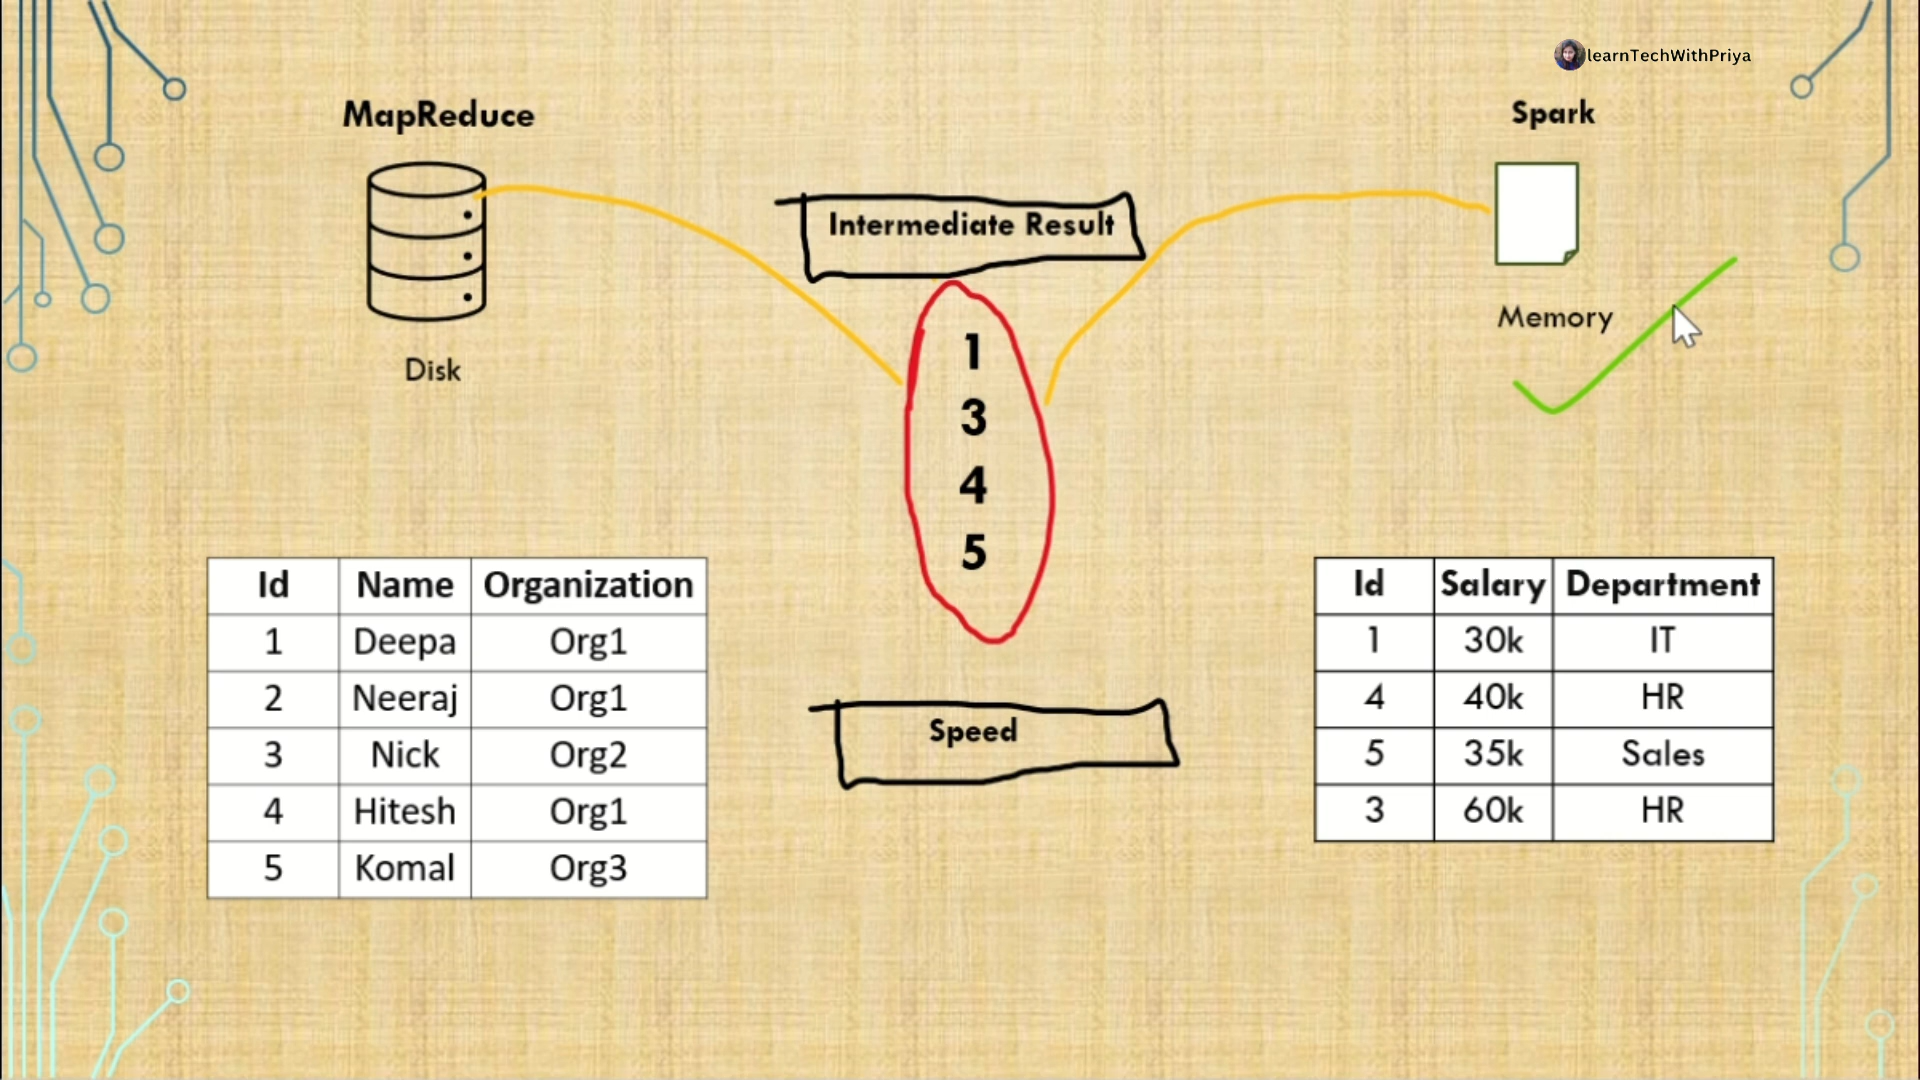 learnTechWithPriya
MapReduce
Spark
Intermediate Result
Memory
Disk
1
3
4
5
Id Name Organization
1 Deepa Org1
2 Neeraj Org1
3 Nick Org2
4 Hitesh Org1
5 Komal Org3
Speed
Id Salary Department
1 30k IT
4 40k HR
5 35k Sales
3 60k HR